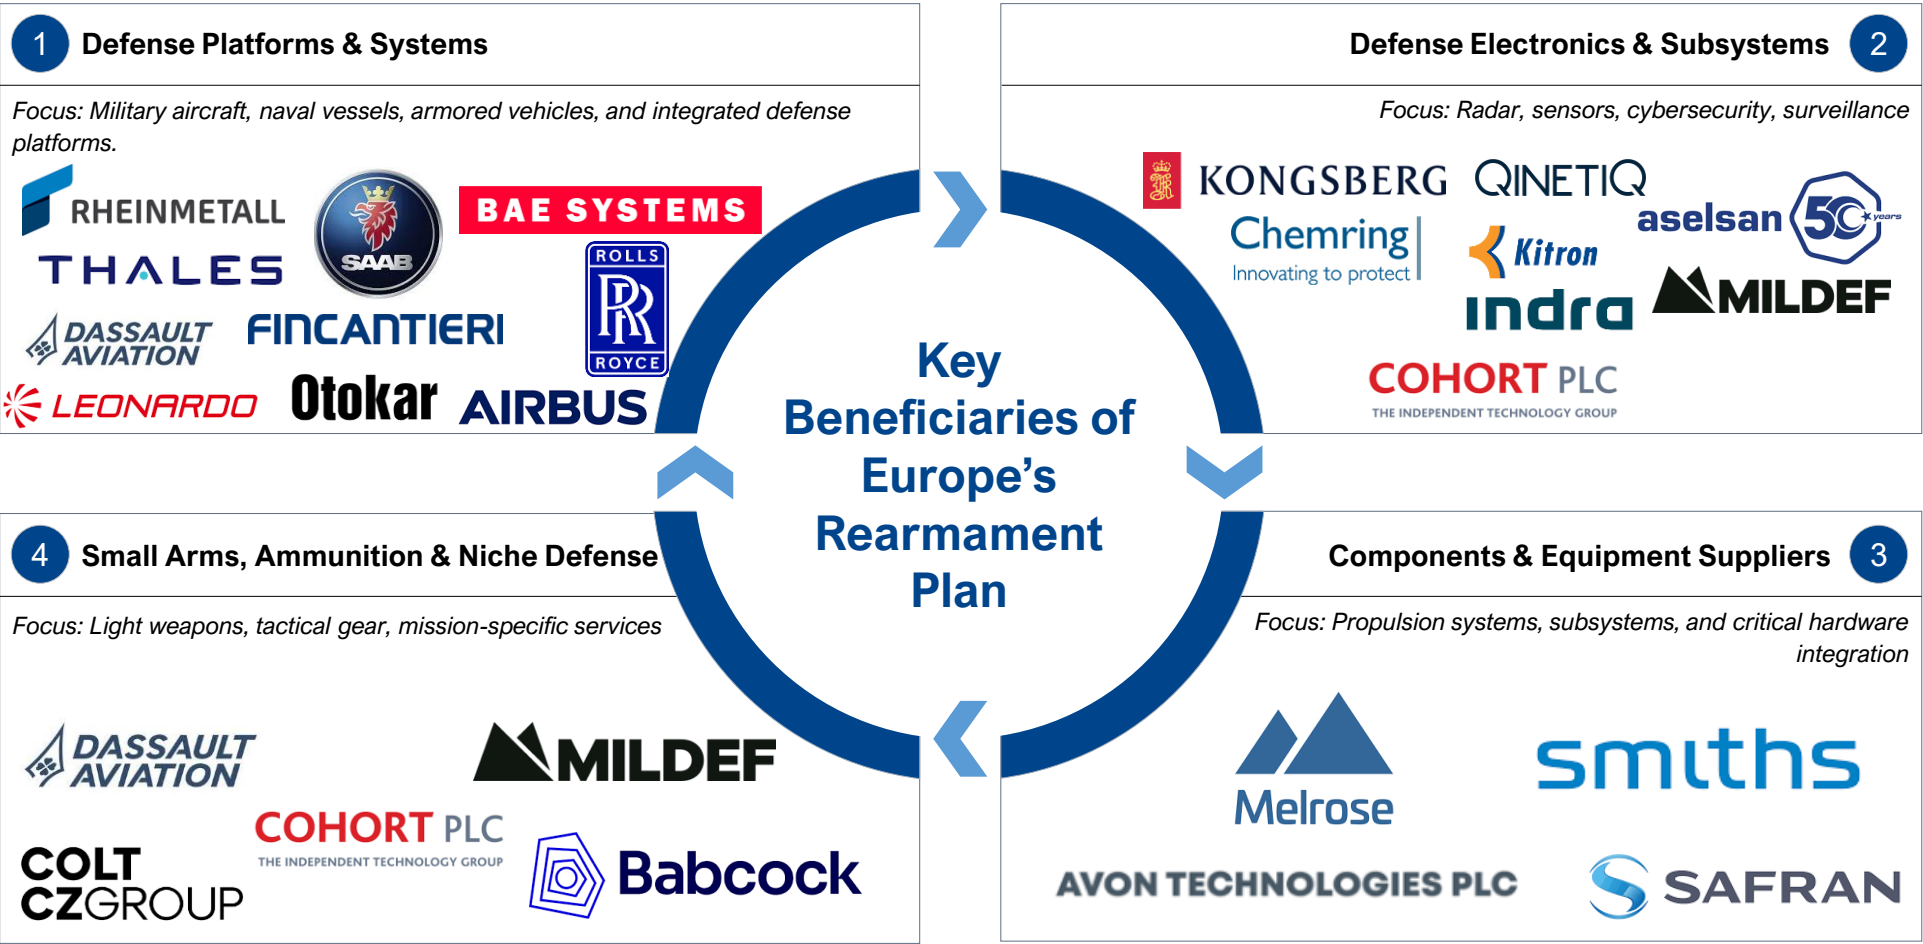 1 Defense Platforms & Systems
Focus: Military aircraft, naval vessels, armored vehicles, and integrated defense
platforms.
RHEINMETALL
SAAB
BAE SYSTEMS
THALES
ROLLS
RR
ROYCE
DASSAULT
AVIATION
FINCANTIERI
LEONARDO
Otokar
AIRBUS
Defense Electronics & Subsystems 2
Focus: Radar, sensors, cybersecurity, surveillance
KONGSBERG
QINETIQ
aselsan 50 years
Chemring
Innovating to protect
Kitron
indra
MILDEF
COHORT PLC
THE INDEPENDENT TECHNOLOGY GROUP
Key
Beneficiaries of
Europe’s
Rearmament
Plan
4 Small Arms, Ammunition & Niche Defense
Focus: Light weapons, tactical gear, mission-specific services
DASSAULT
AVIATION
MILDEF
COHORT PLC
THE INDEPENDENT TECHNOLOGY GROUP
COLT
CZGROUP
Babcock
Components & Equipment Suppliers 3
Focus: Propulsion systems, subsystems, and critical hardware
integration
Melrose
smiths
AVON TECHNOLOGIES PLC
SAFRAN